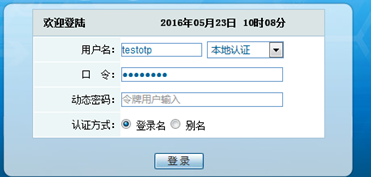 欢迎登陆 2016年05月23日 10时08分
用户名: testotp 本地认证
口 令: ●●●●●●●●
动态密码: 令牌用户输入
认证方式: 登录名 别名
登 录